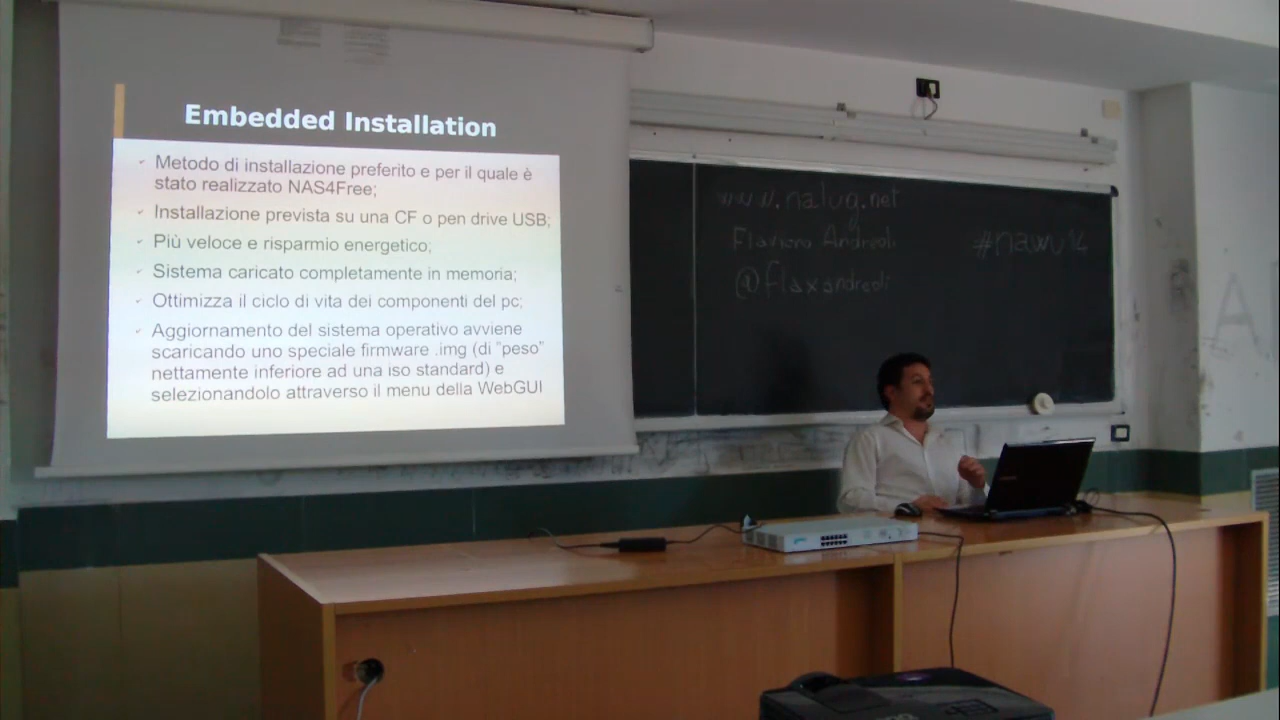 Embedded Installation
Metodo di installazione preferito e per il quale è
stato realizzato NAS4Free;
Installazione prevista su una CF o pen drive USB;
Più veloce e risparmio energetico;
Sistema caricato completamente in memoria;
Ottimizza il ciclo di vita dei componenti del pc;
Aggiornamento del sistema operativo avviene
scaricando uno speciale firmware .img (di "peso"
nettamente inferiore ad una iso standard) e
selezionandolo attraverso il menu della WebGUI
www.nalug.net
Flaviano Andreoli
@flaxandreoli
A